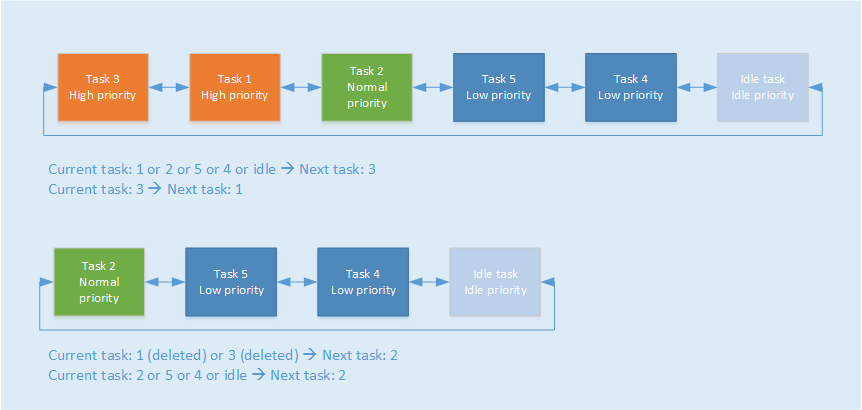 Task 3
High priority
Task 1
High priority
Task 2
Normal
priority
Task 5
Low priority
Task 4
Low priority
Idle task
Idle priority
Current task: 1 or 2 or 5 or 4 or idle → Next task: 3
Current task: 3 → Next task: 1
Task 2
Normal
priority
Task 5
Low priority
Task 4
Low priority
Idle task
Idle priority
Current task: 1 (deleted) or 3 (deleted) → Next task: 2
Current task: 2 or 5 or 4 or idle → Next task: 2